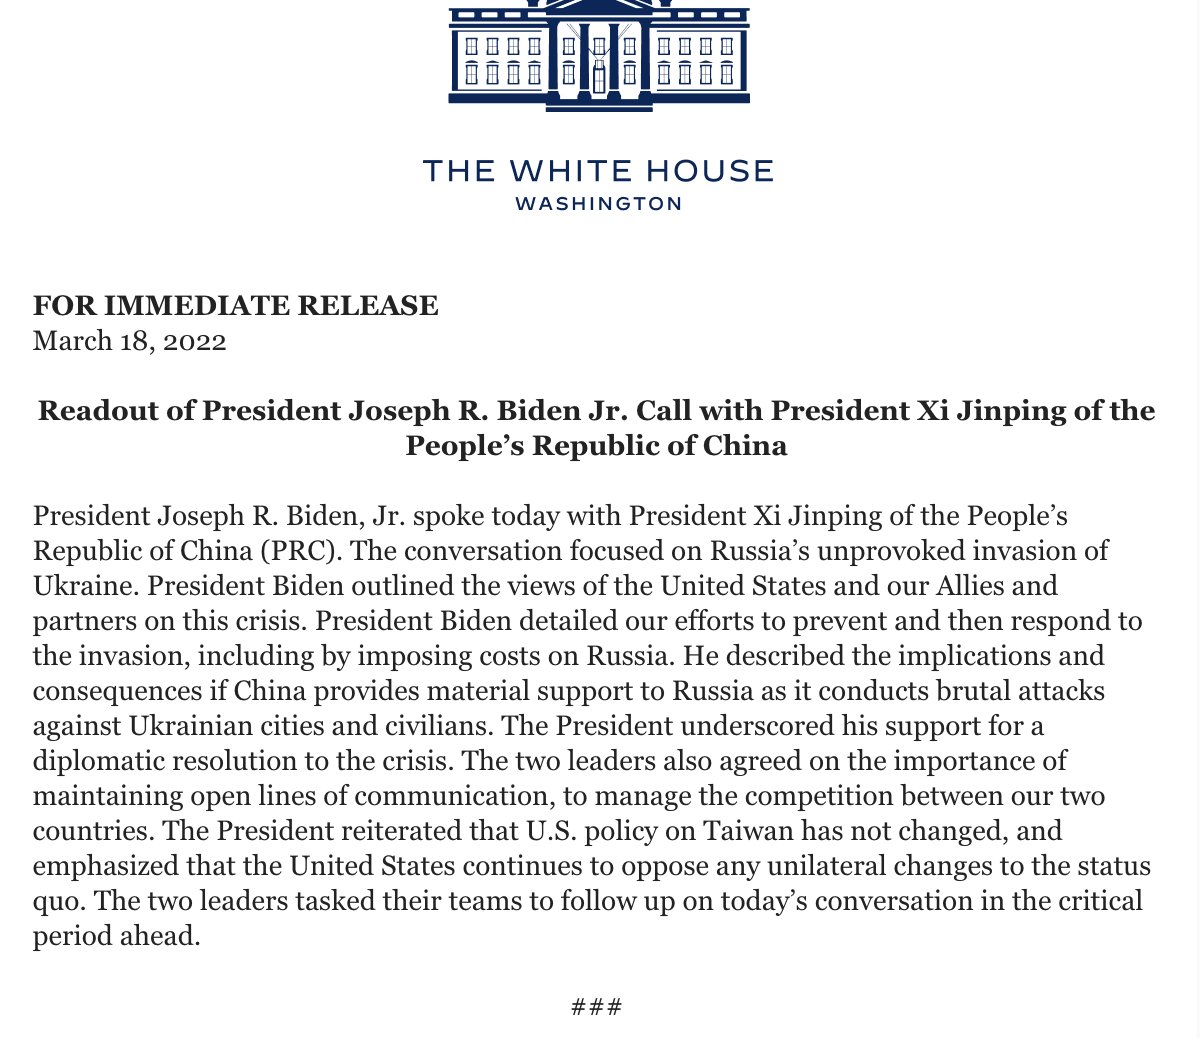 THE WHITE HOUSE
WASHINGTON
FOR IMMEDIATE RELEASE
March 18, 2022
Readout of President Joseph R. Biden Jr. Call with President Xi Jinping of the
People’s Republic of China
President Joseph R. Biden, Jr. spoke today with President Xi Jinping of the People’s
Republic of China (PRC). The conversation focused on Russia’s unprovoked invasion of
Ukraine. President Biden outlined the views of the United States and our Allies and
partners on this crisis. President Biden detailed our efforts to prevent and then respond to
the invasion, including by imposing costs on Russia. He described the implications and
consequences if China provides material support to Russia as it conducts brutal attacks
against Ukrainian cities and civilians. The President underscored his support for a
diplomatic resolution to the crisis. The two leaders also agreed on the importance of
maintaining open lines of communication, to manage the competition between our two
countries. The President reiterated that U.S. policy on Taiwan has not changed, and
emphasized that the United States continues to oppose any unilateral changes to the status
quo. The two leaders tasked their teams to follow up on today’s conversation in the critical
period ahead.
###